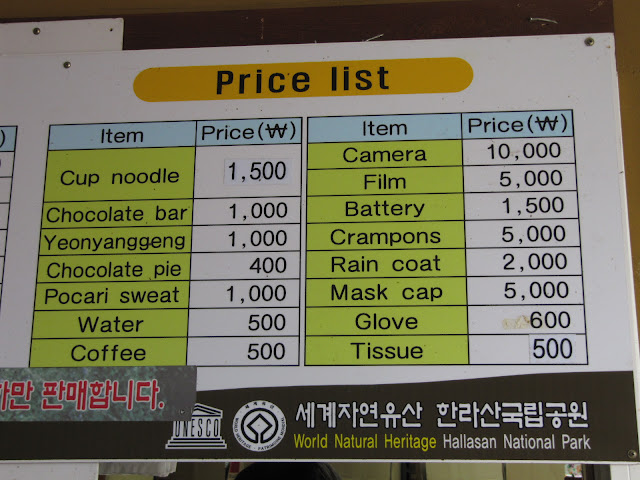 Price list
Item Price(₩)
Cup noodle 1,500
Chocolate bar 1,000
Yeonyanggeng 1,000
Chocolate pie 400
Pocari sweat 1,000
Water 500
Coffee 500
Item Price(₩)
Camera 10,000
Film 5,000
Battery 1,500
Crampons 5,000
Rain coat 2,000
Mask cap 5,000
Glove 600
Tissue 500
만 판매합니다.
UNESCO
세계자연유산 한라산국립공원
World Natural Heritage Hallasan National Park